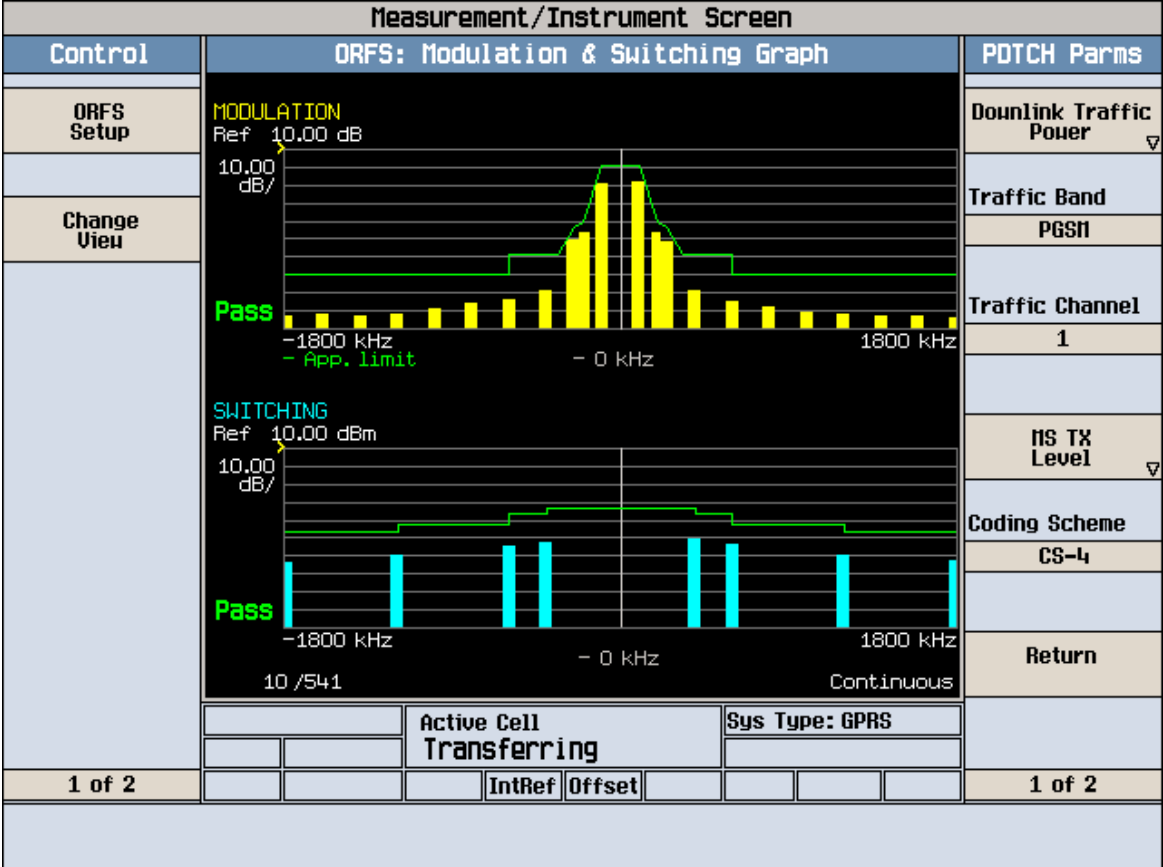 Measurement/Instrument Screen
Control
ORFS: Modulation & Switching Graph
PDTCH Parms
ORFS
Setup
Change
View
1 of 2
MODULATION
Ref 10.00 dB
10.00
dB/
Pass
-1800 kHz
1800 kHz
- App. limit
- 0 kHz
SWITCHING
Ref 10.00 dBm
10.00
dB/
Pass
-1800 kHz
1800 kHz
- 0 kHz
10 /541
Continuous
Active Cell
Transferring
Sys Type: GPRS
IntRef
Offset
Downlink Traffic
Power
Traffic Band
PGSM
Traffic Channel
1
MS TX
Level
Coding Scheme
CS-4
Return
1 of 2